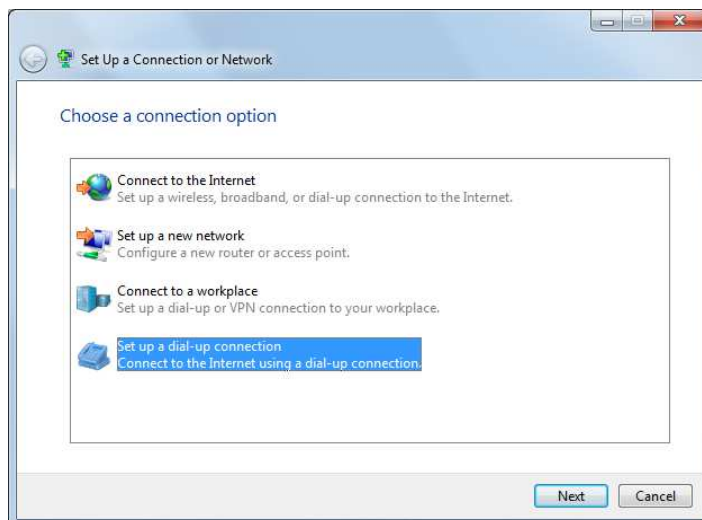 Set Up a Connection or Network
Choose a connection option
Connect to the Internet
Set up a wireless, broadband, or dial-up connection to the Internet.
Set up a new network
Configure a new router or access point.
Connect to a workplace
Set up a dial-up or VPN connection to your workplace.
Set up a dial-up connection
Connect to the Internet using a dial-up connection.
Next
Cancel